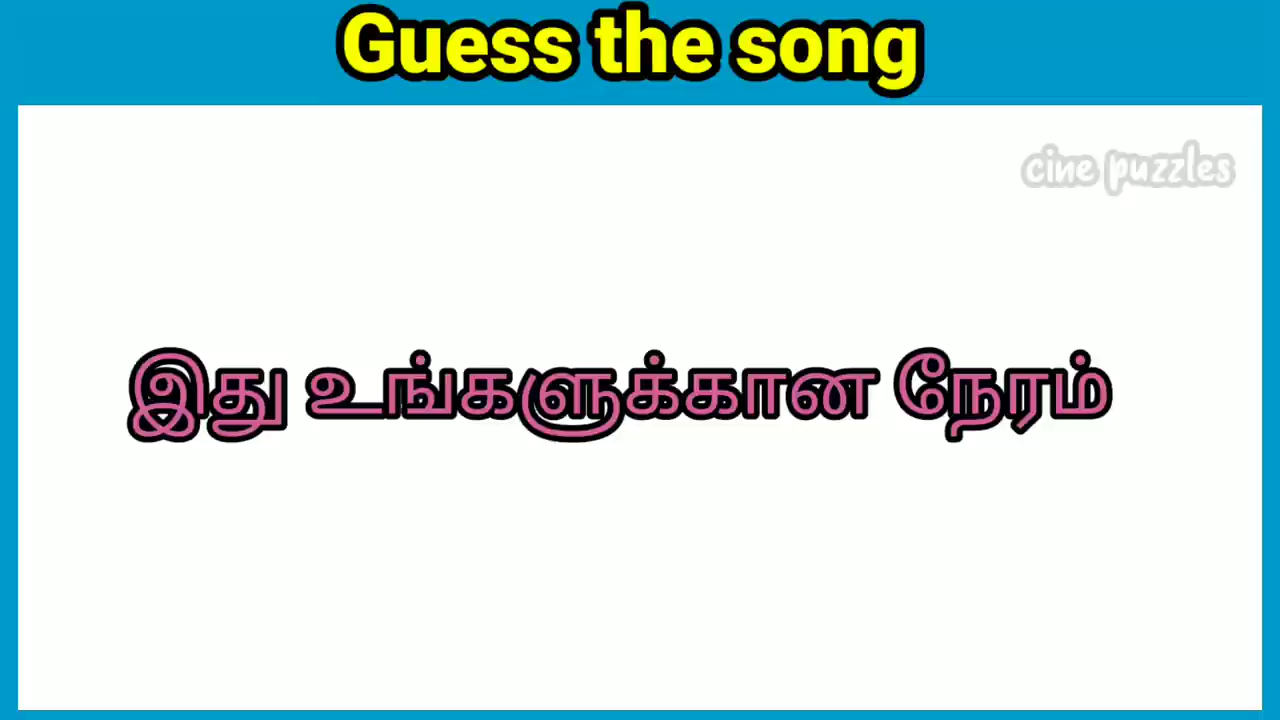 Guess the song
cine puzzles
இது உங்களுக்கான நேரம்